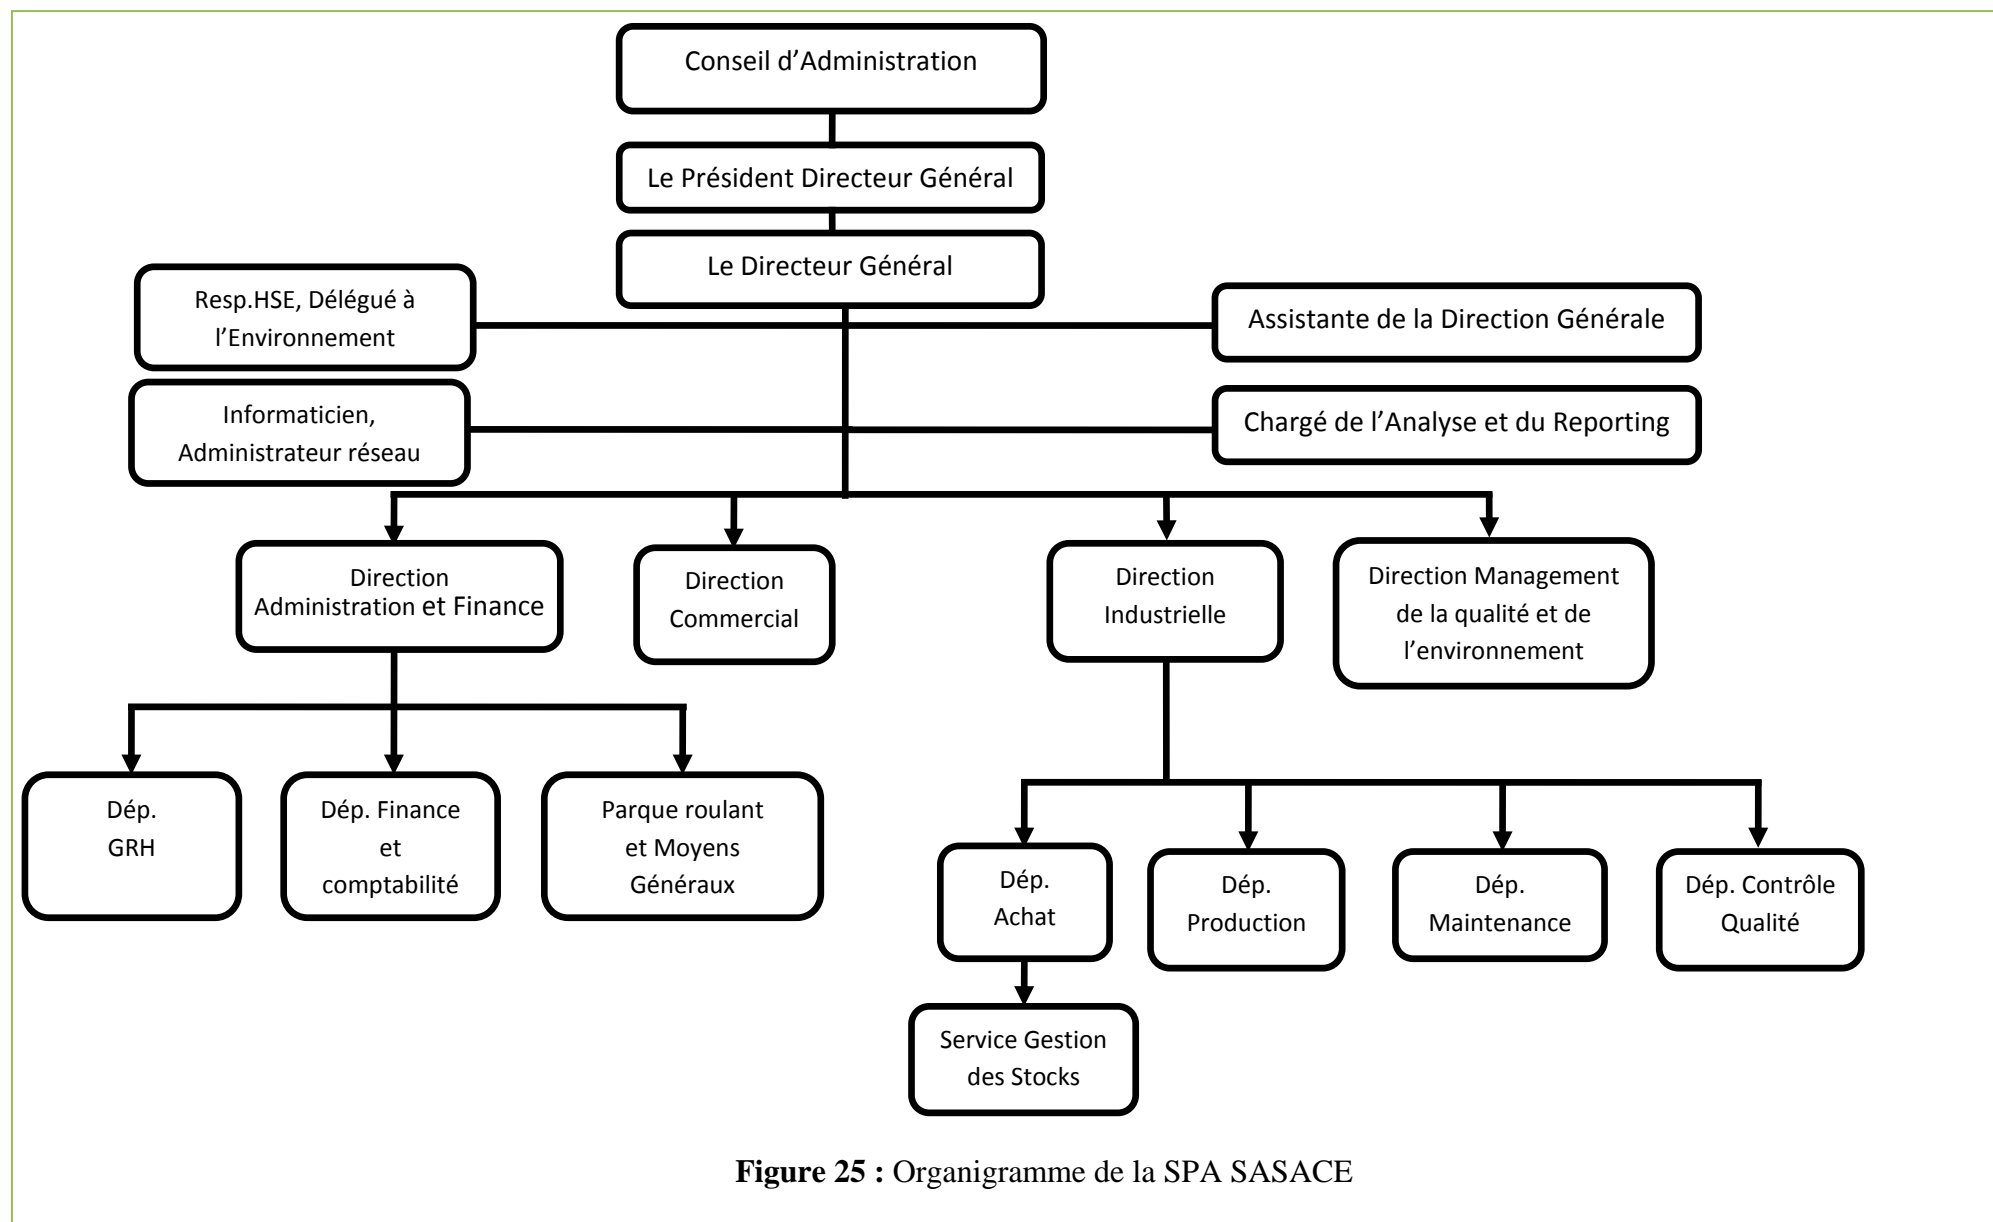 Conseil d’Administration
Le Président Directeur Général
Le Directeur Général
Resp.HSE, Délégué à
l’Environnement
Assistante de la Direction Générale
Informaticien,
Administrateur réseau
Chargé de l’Analyse et du Reporting
Direction
Administration et Finance
Direction
Commercial
Direction
Industrielle
Direction Management
de la qualité et de
l’environnement
Dép.
GRH
Dép. Finance
et
comptabilité
Parque roulant
et Moyens
Généraux
Dép.
Achat
Dép.
Production
Dép.
Maintenance
Dép. Contrôle
Qualité
Service Gestion
des Stocks
Figure 25 : Organigramme de la SPA SASACE